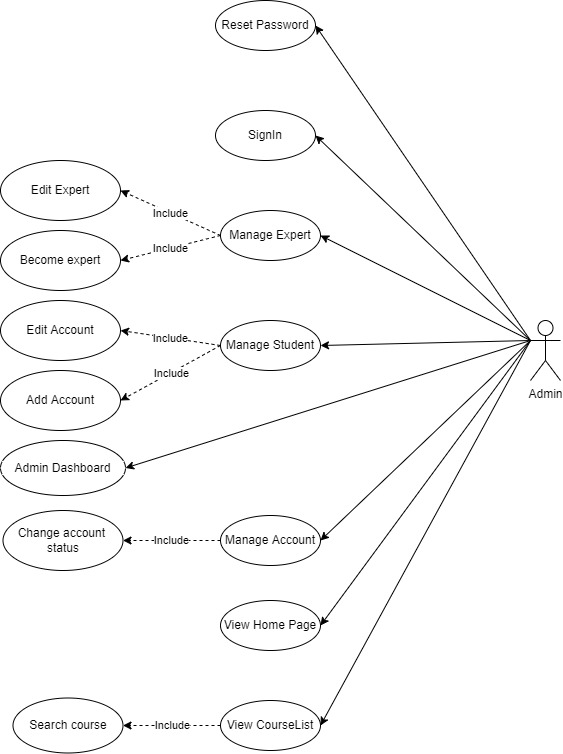 Reset Password
SignIn
Edit Expert
Include
Manage Expert
Include
Become expert
Edit Account
Include
Manage Student
Include
Add Account
Admin
Admin Dashboard
Change account
status
Include
Manage Account
View Home Page
Search course
Include
View CourseList